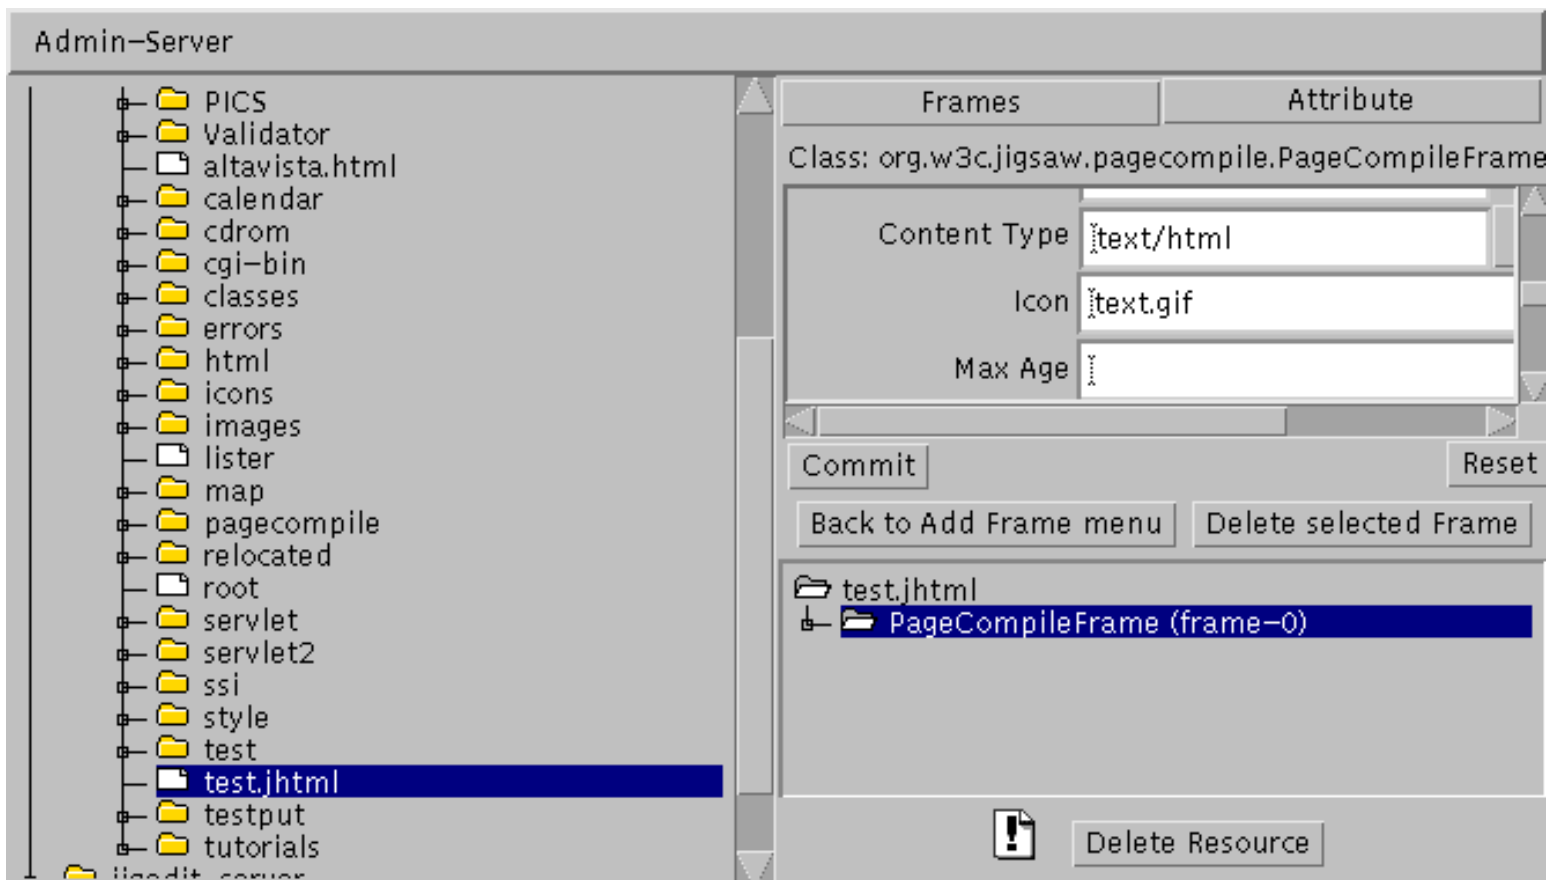 Admin-Server
PICS
Validator
altavista.html
calendar
cdrom
cgi-bin
classes
errors
html
icons
images
lister
map
pagecompile
relocated
root
servlet
servlet2
ssi
style
test
test.jhtml
testput
tutorials
Frames
Attribute
Class: org.w3c.jigsaw.pagecompile.PageCompileFrame
Content Type text/html
Icon text.gif
Max Age
Commit
Reset
Back to Add Frame menu
Delete selected Frame
test.jhtml
PageCompileFrame (frame-0)
Delete Resource